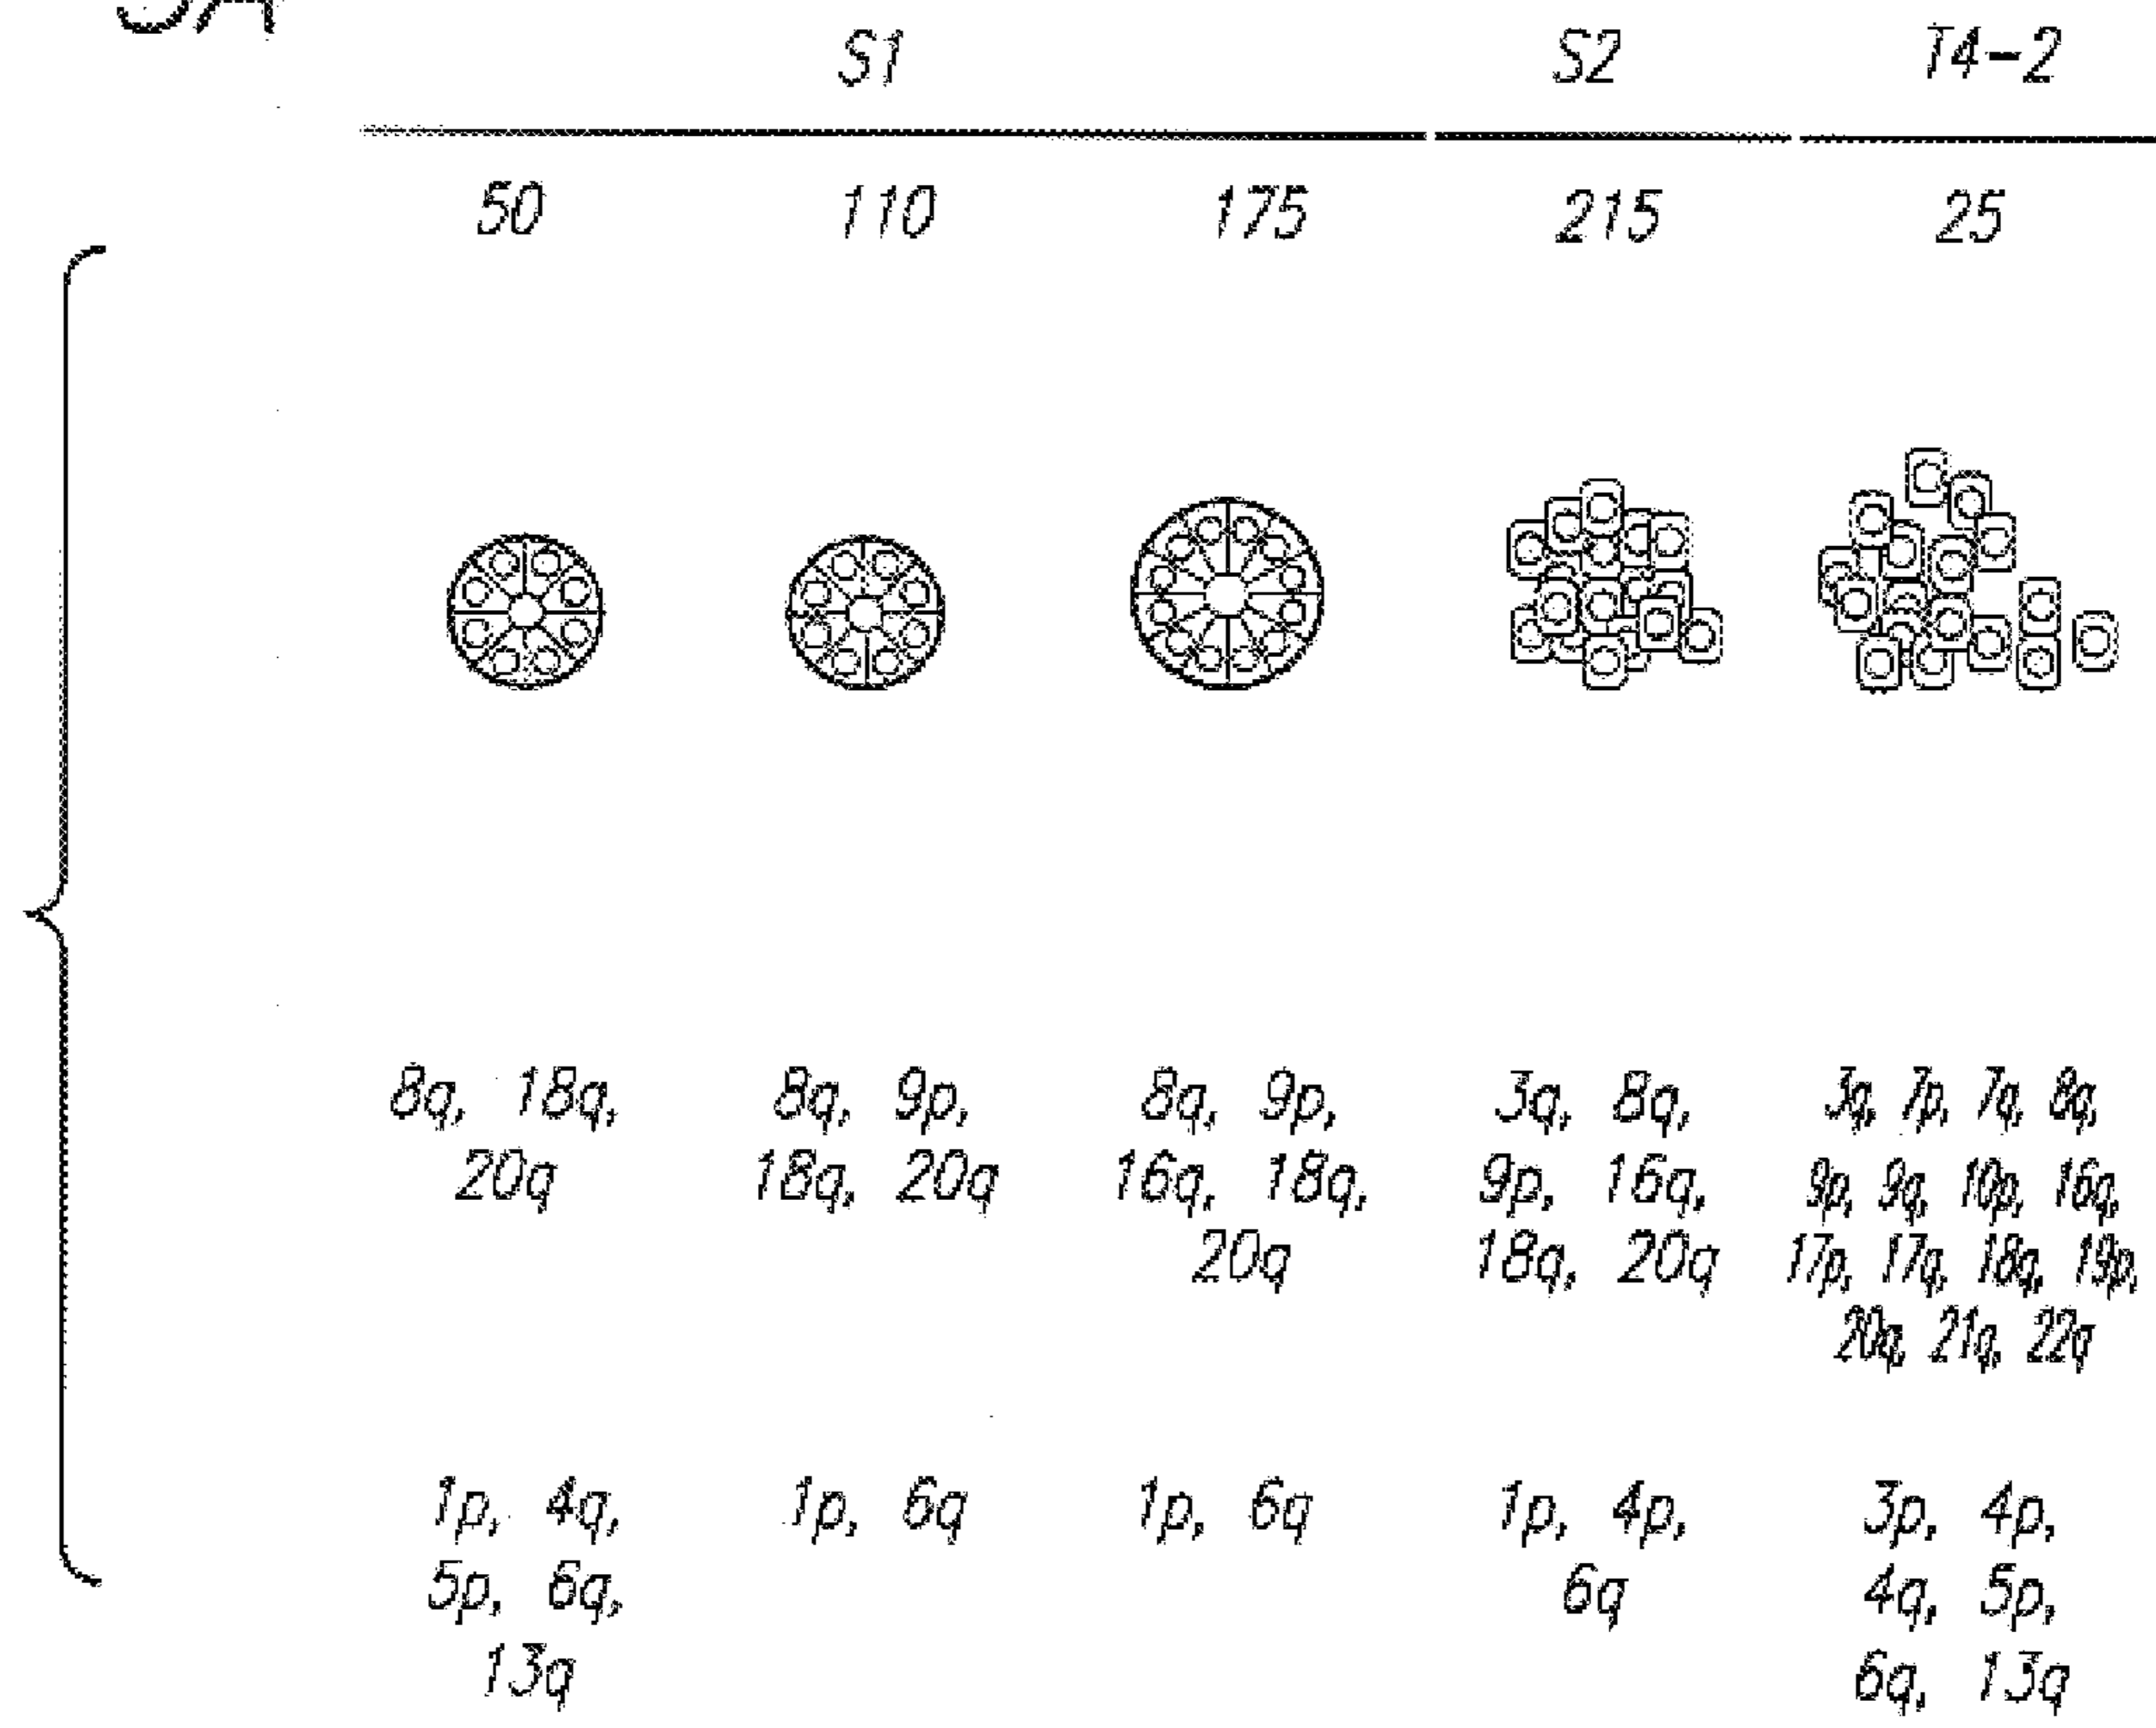 S1 S2 T4-2
50 110 175 215 25
8q, 18q, 8q, 9p, 8q, 9p, 3q, 8q, 3q, 7p, 7q, 8q,
20q 18q, 20q 16q, 18q, 9p, 16q, 9p, 9q, 10p, 16q,
20q 18q, 20q 17p, 17q, 18q, 19p,
20q, 21q, 22q
1p, 4q, 1p, 6q 1p, 6q 1p, 4p, 3p, 4p,
5p, 6q, 6q 4q, 5p,
13q 6q, 13q